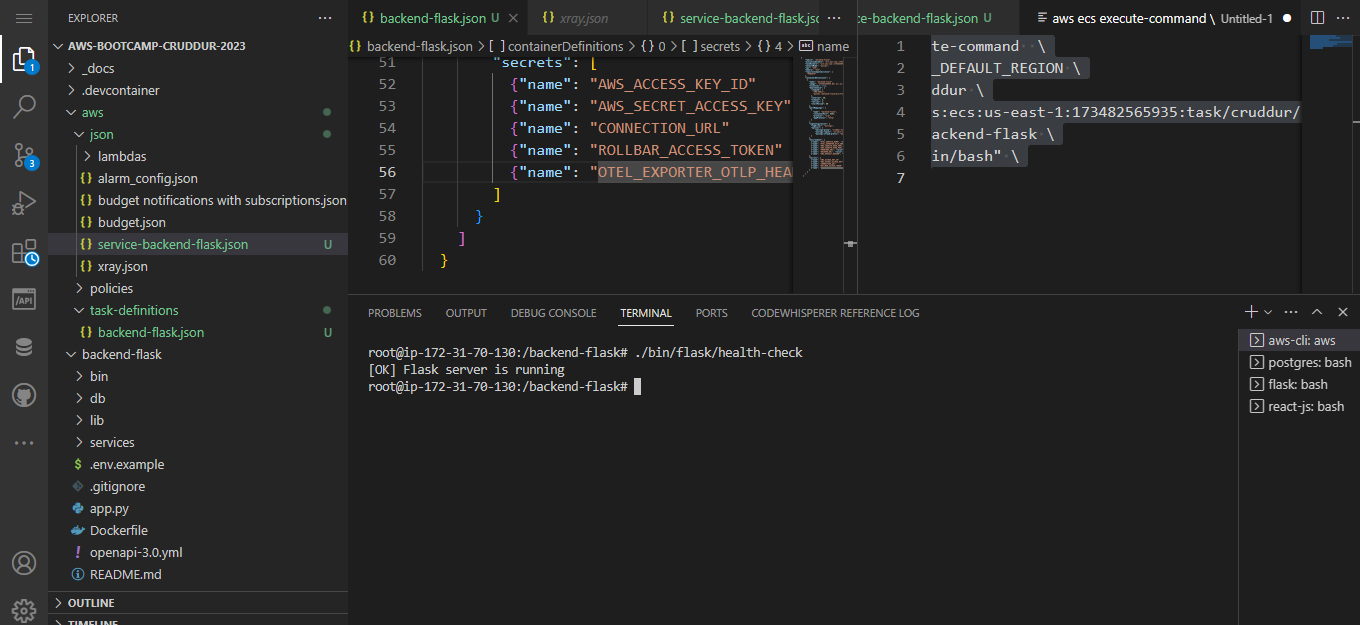 EXPLORER
AWS-BOOTCAMP-CRUDDUR-2023
_docs
.devcontainer
aws
json
lambdas
alarm_config.json
budget notifications with subscriptions.json
budget.json
service-backend-flask.json U
xray.json
policies
task-definitions
backend-flask.json U
backend-flask
bin
db
lib
services
$ .env.example
.gitignore
app.py
Dockerfile
! openapi-3.0.yml
README.md
OUTLINE
TIMELINE
1
3
/API
{} backend-flask.json U
{} xray.json
{} service-backend-flask.jsc
{} backend-flask.json > [ ] containerDefinitions > {} 0 > [ ] secrets > {} 4 > name
51 "secrets": [
52 {"name": "AWS_ACCESS_KEY_ID"
53 {"name": "AWS_SECRET_ACCESS_KEY"
54 {"name": "CONNECTION_URL"
55 {"name": "ROLLBAR_ACCESS_TOKEN"
56 {"name": "OTEL_EXPORTER_OTLP_HEA
57 ]
58 }
59 ]
60 }
ce-backend-flask.json U
aws ecs execute-command \ Untitled-1
1 te-command \
2 _DEFAULT_REGION \
3 ddur \
4 s:ecs:us-east-1:173482565935:task/cruddur/
5 ackend-flask \
6 in/bash" \
7
PROBLEMS OUTPUT DEBUG CONSOLE TERMINAL PORTS CODEWHISPERER REFERENCE LOG
root@ip-172-31-70-130:/backend-flask# ./bin/flask/health-check
[OK] Flask server is running
root@ip-172-31-70-130:/backend-flask#
aws-cli: aws
postgres: bash
flask: bash
react-js: bash